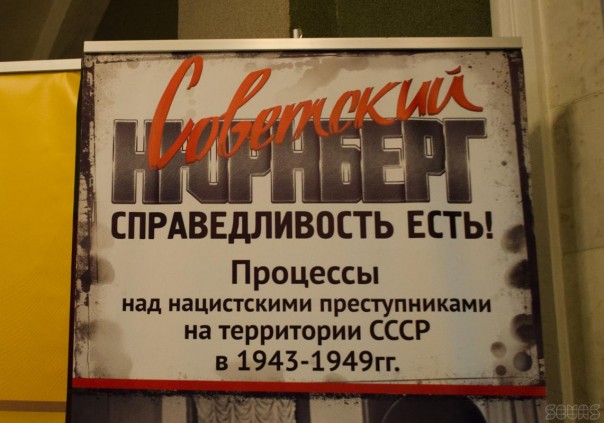 Советский
НЮРНБЕРГ
СПРАВЕДЛИВОСТЬ ЕСТЬ!
Процессы
над нацистскими преступниками
на территории СССР
в 1943-1949гг.